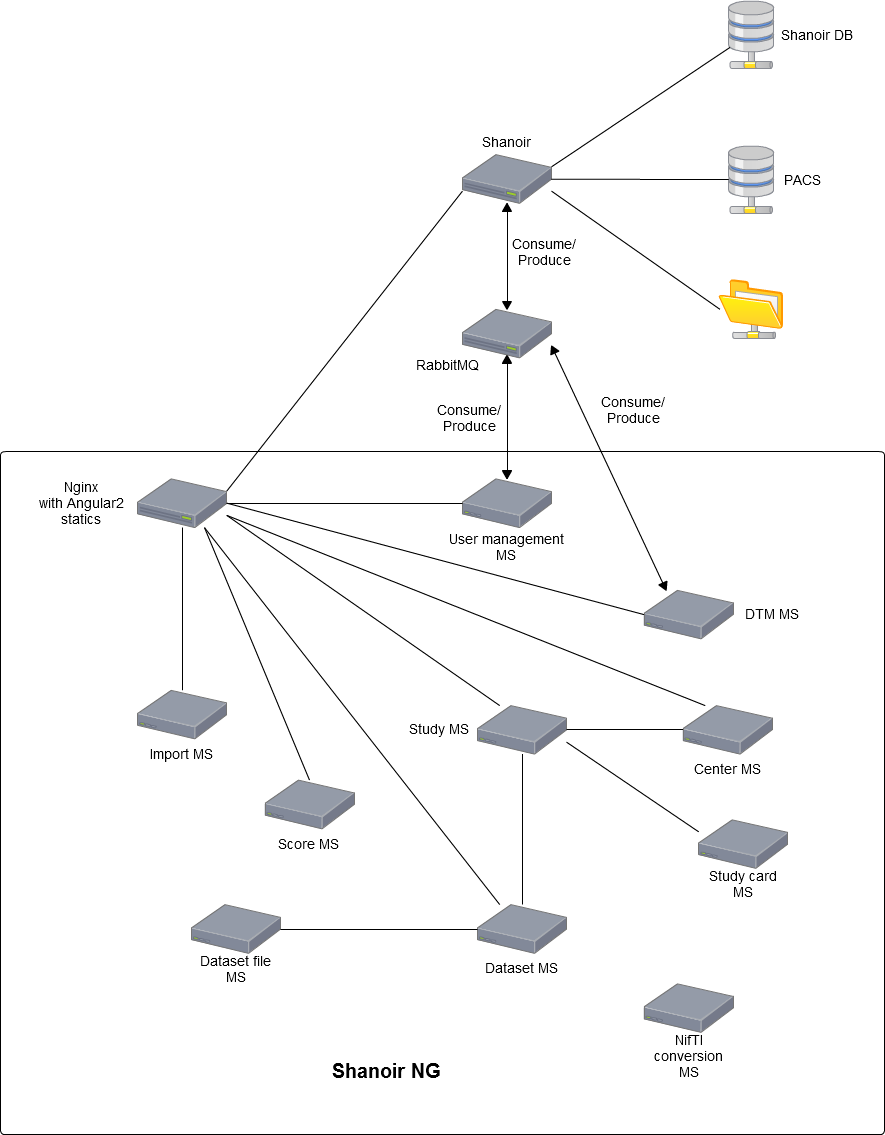 Shanoir DB
Shanoir
PACS
Consume/
Produce
RabbitMQ
Consume/
Produce
Consume/
Produce
Nginx
with Angular2
statics
User management
MS
DTM MS
Study MS
Import MS
Center MS
Score MS
Study card
MS
Dataset file
MS
Dataset MS
NifTI
conversion
MS
Shanoir NG